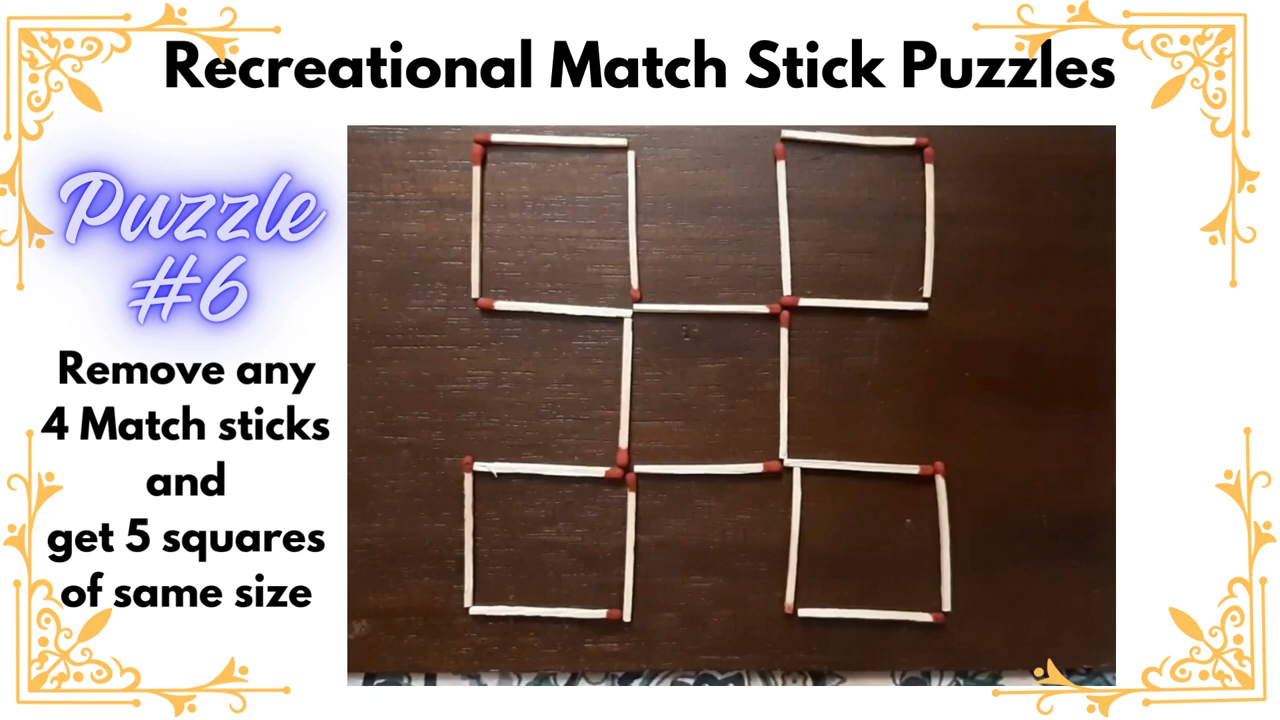 Recreational Match Stick Puzzles
Puzzle
#6
Remove any
4 Match sticks
and
get 5 squares
of same size